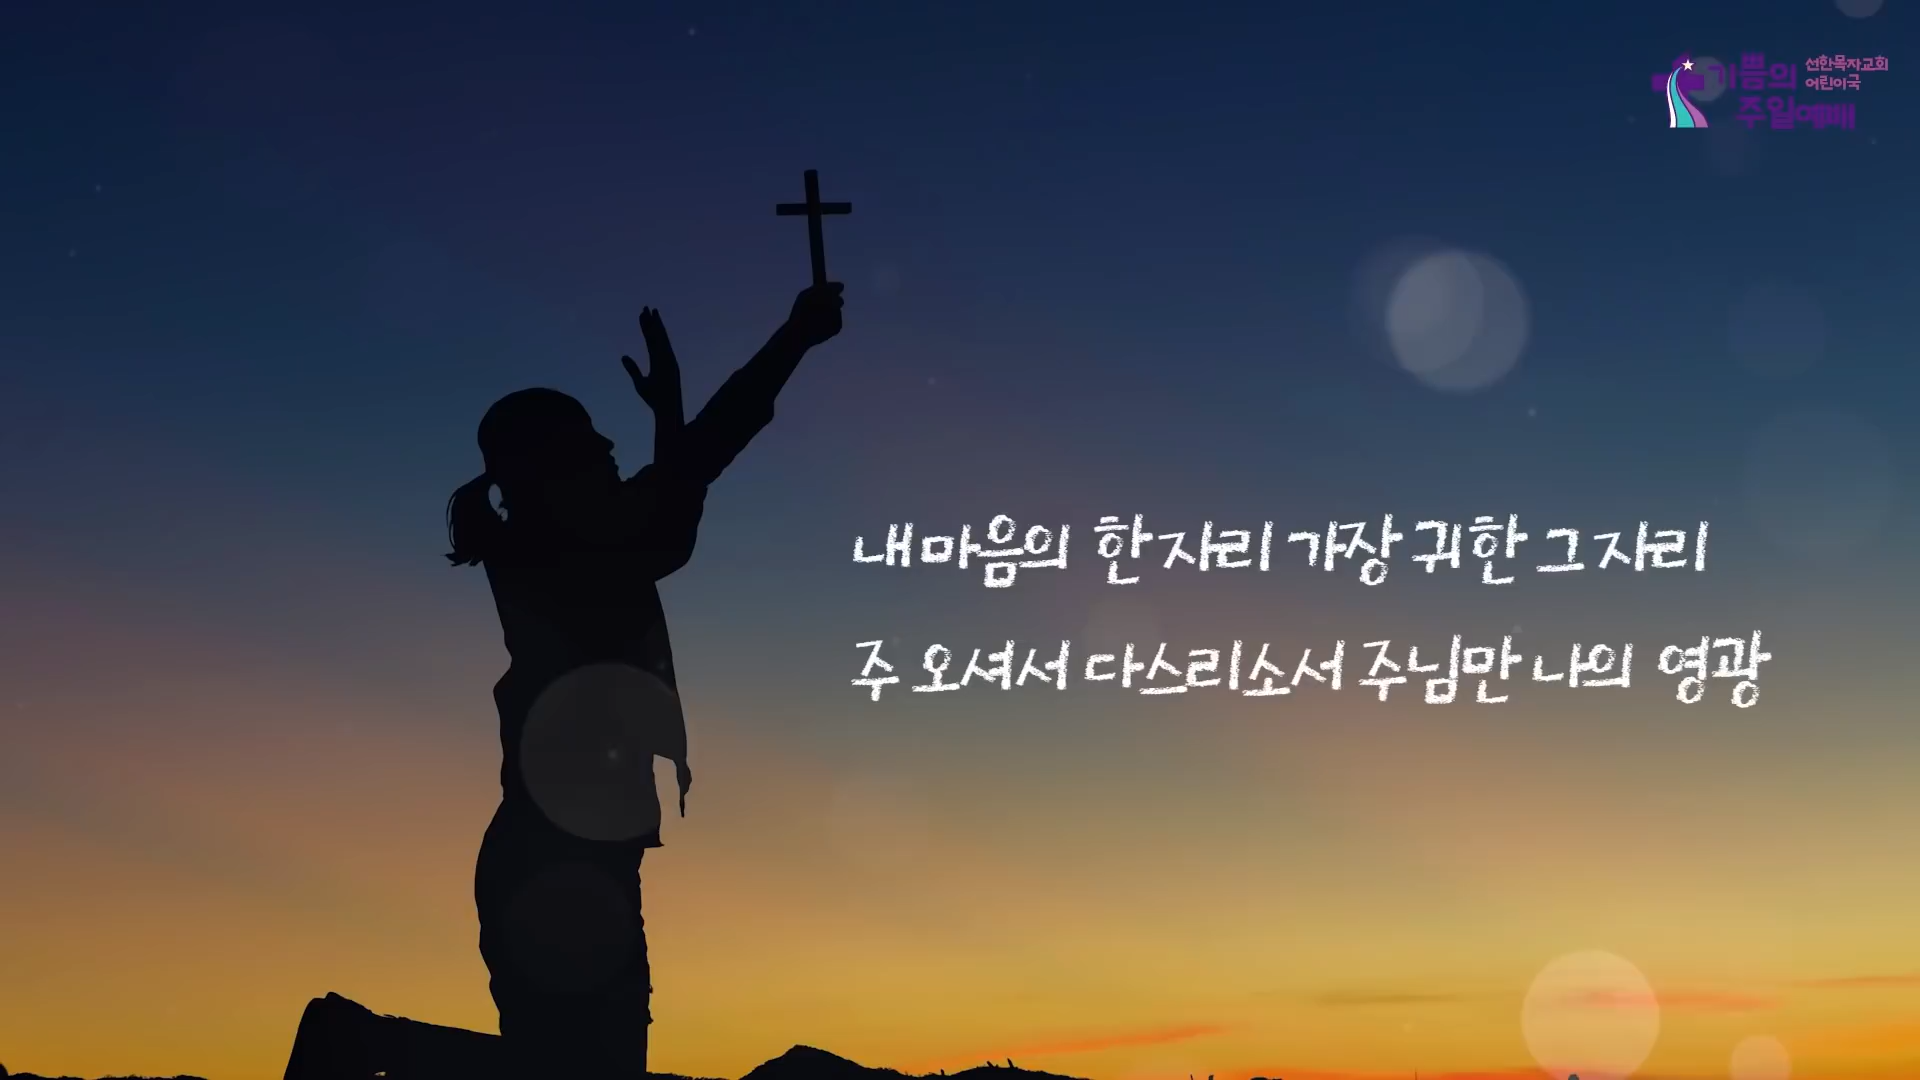 기쁨의 선한목자교회
어린이국
주일예배
내 마음의 한 자리 가장 귀한 그 자리
주 오셔서 다스리소서 주님만 나의 영광